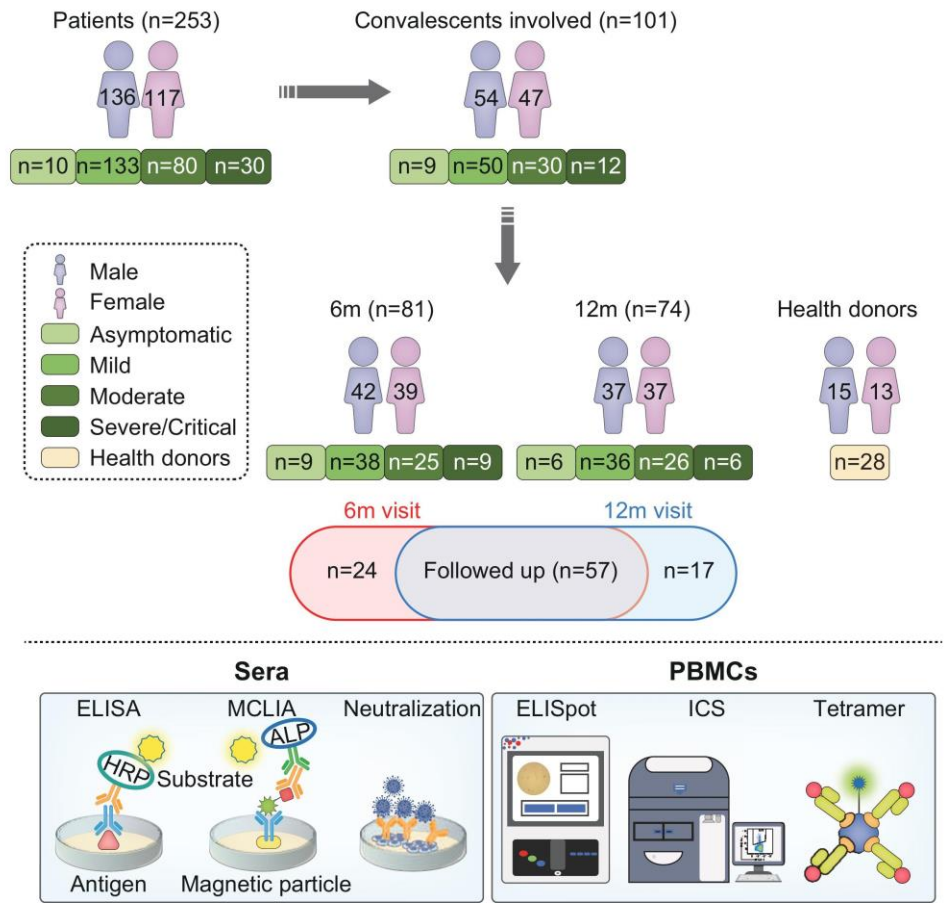 Patients (n=253)
Convalescents involved (n=101)
136 117
54 47
n=10 n=133 n=80 n=30
n=9 n=50 n=30 n=12
Male
Female
Asymptomatic
Mild
Moderate
Severe/Critical
Health donors
6m (n=81)
12m (n=74)
Health donors
42 39
37 37
15 13
n=9 n=38 n=25 n=9
n=6 n=36 n=26 n=6
n=28
6m visit
12m visit
n=24
Followed up (n=57)
n=17
Sera
ELISA
MCLIA
Neutralization
HRP
Substrate
ALP
Antigen
Magnetic particle
PBMCs
ELISpot
ICS
Tetramer